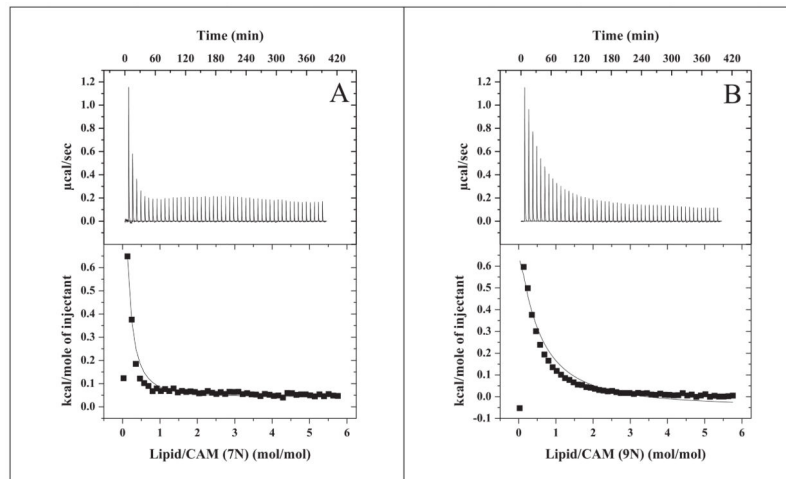 Time (min)
0 60 120 180 240 300 360 420
A
1.2
1.0
0.8
0.6
0.4
0.2
0.0
µcal/sec
0.6
0.5
0.4
0.3
0.2
0.1
0.0
kcal/mole of injectant
0 1 2 3 4 5 6
Lipid/CAM (7N) (mol/mol)
Time (min)
0 60 120 180 240 300 360 420
B
1.2
1.0
0.8
0.6
0.4
0.2
0.0
µcal/sec
0.6
0.5
0.4
0.3
0.2
0.1
0.0
-0.1
kcal/mole of injectant
0 1 2 3 4 5 6
Lipid/CAM (9N) (mol/mol)